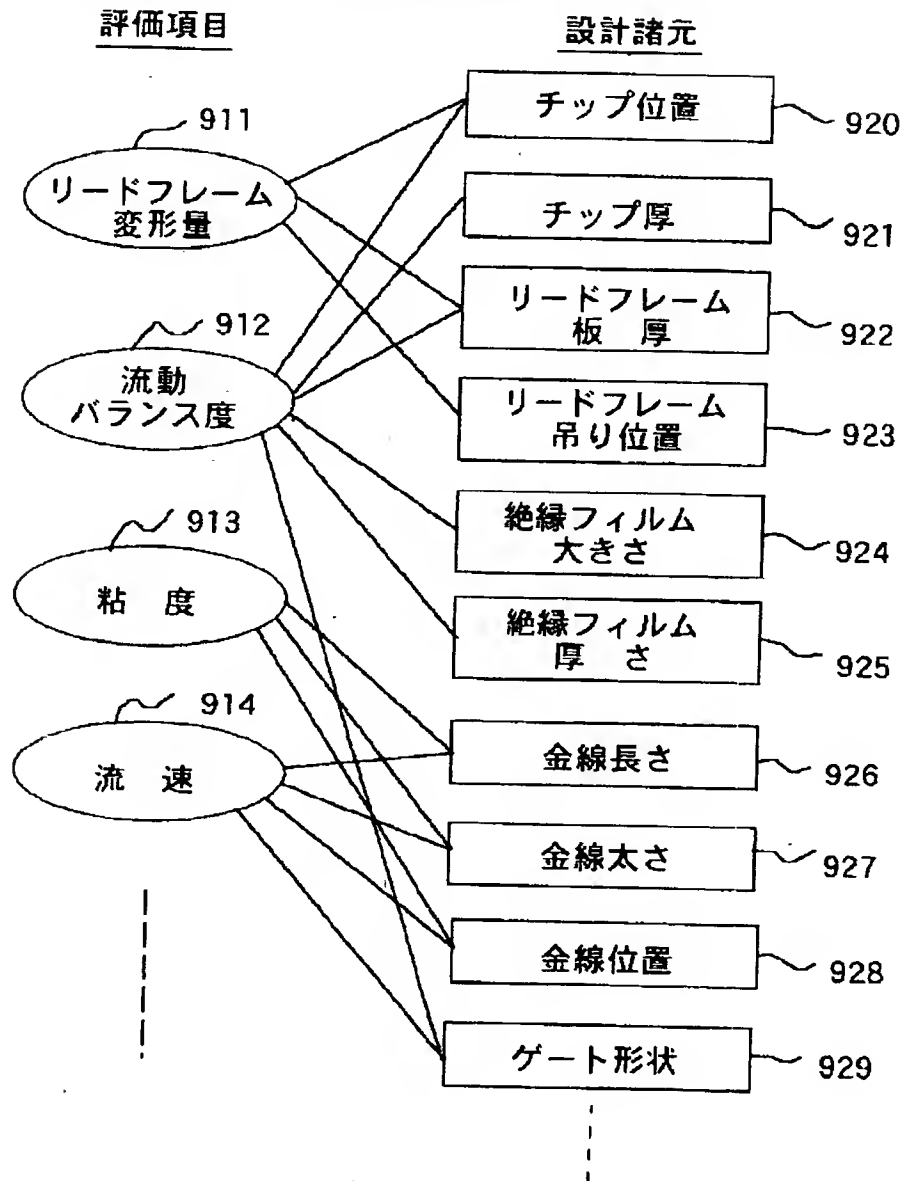 評価項目
設計諸元
911
リードフレーム
変形量
912
流動
バランス度
913
粘 度
914
流 速
チップ位置
920
チップ厚
921
リードフレーム
板 厚
922
リードフレーム
吊り位置
923
絶縁フィルム
大きさ
924
絶縁フィルム
厚 さ
925
金線長さ
926
金線太さ
927
金線位置
928
ゲート形状
929